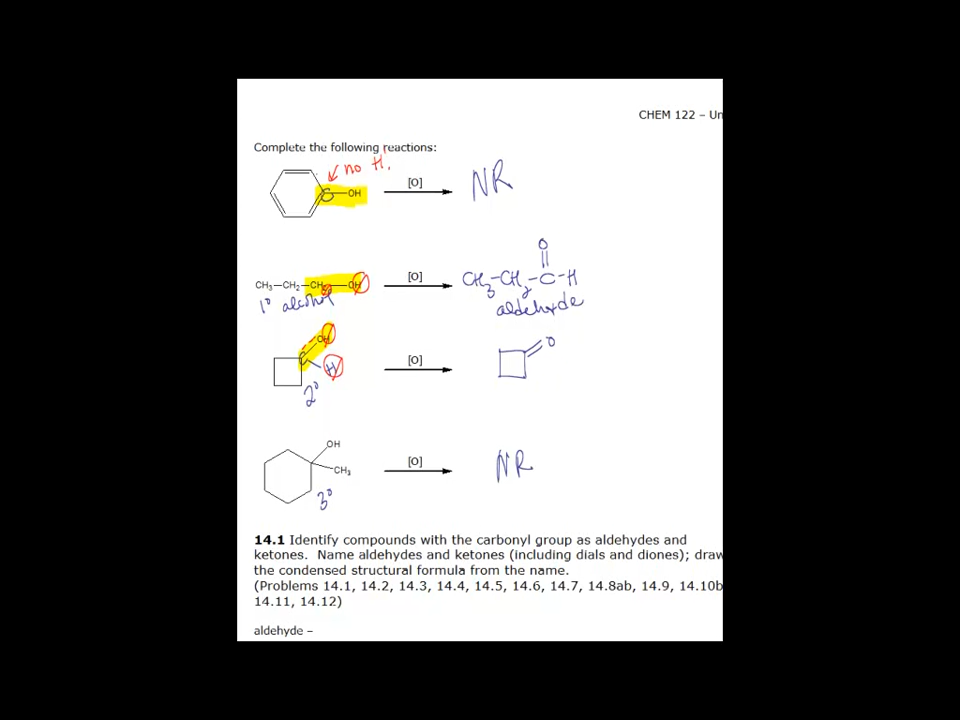 CHEM 122 – Un
Complete the following reactions:
no H.
C—OH [O] NR
O
CH3—CH2—CH2—OH [O] CH3—CH2—C—H
1° alcohol aldehyde
OH
C [O] O
H
2°
OH
[O] NR
CH3
3°
14.1 Identify compounds with the carbonyl group as aldehydes and
ketones. Name aldehydes and ketones (including dials and diones); draw
the condensed structural formula from the name.
(Problems 14.1, 14.2, 14.3, 14.4, 14.5, 14.6, 14.7, 14.8ab, 14.9, 14.10b
14.11, 14.12)
aldehyde –